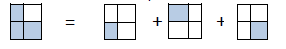 = + +